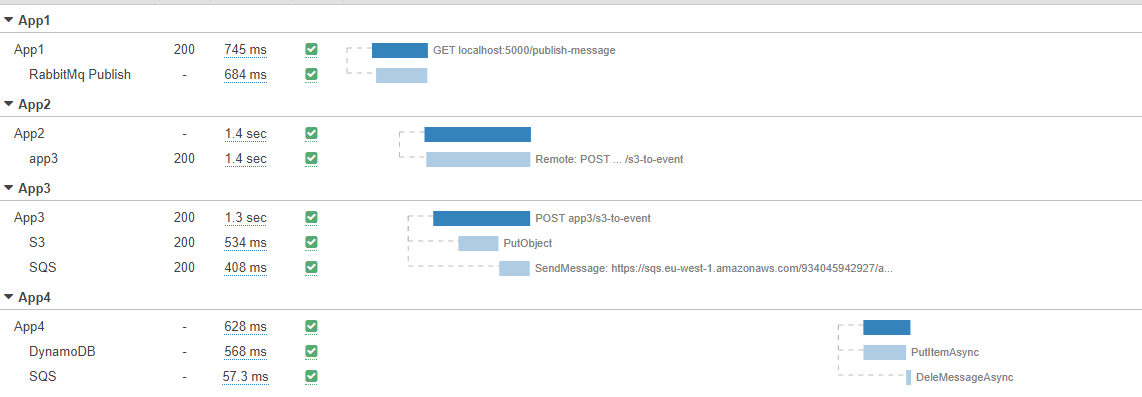 App1
App1 200 745 ms GET localhost:5000/publish-message
RabbitMq Publish - 684 ms
App2
App2 - 1.4 sec
app3 200 1.4 sec Remote: POST ... /s3-to-event
App3
App3 200 1.3 sec POST app3/s3-to-event
S3 200 534 ms PutObject
SQS 200 408 ms SendMessage: https://sqs.eu-west-1.amazonaws.com/934045942927/a...
App4
App4 - 628 ms
DynamoDB - 568 ms PutItemAsync
SQS - 57.3 ms DeleMessageAsync